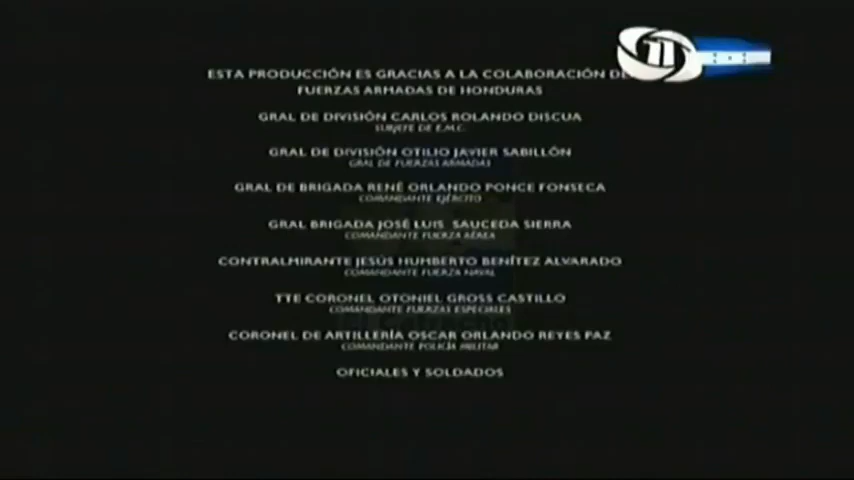 11
ESTA PRODUCCIÓN ES GRACIAS A LA COLABORACIÓN DE
FUERZAS ARMADAS DE HONDURAS
GRAL DE DIVISIÓN CARLOS ROLANDO DISCUA
SUBJEFE DE E.M.C.
GRAL DE DIVISIÓN OTILIO JAVIER SABILLÓN
GRAL DE FUERZAS ARMADAS
GRAL DE BRIGADA RENÉ ORLANDO PONCE FONSECA
COMANDANTE EJÉRCITO
GRAL BRIGADA JOSÉ LUIS SAUCEDA SIERRA
COMANDANTE FUERZA AÉREA
CONTRALMIRANTE JESÚS HUMBERTO BENÍTEZ ALVARADO
COMANDANTE FUERZA NAVAL
TTE CORONEL OTONIEL GROSS CASTILLO
COMANDANTE FUERZAS ESPECIALES
CORONEL DE ARTILLERÍA OSCAR ORLANDO REYES PAZ
COMANDANTE POLICÍA MILITAR
OFICIALES Y SOLDADOS